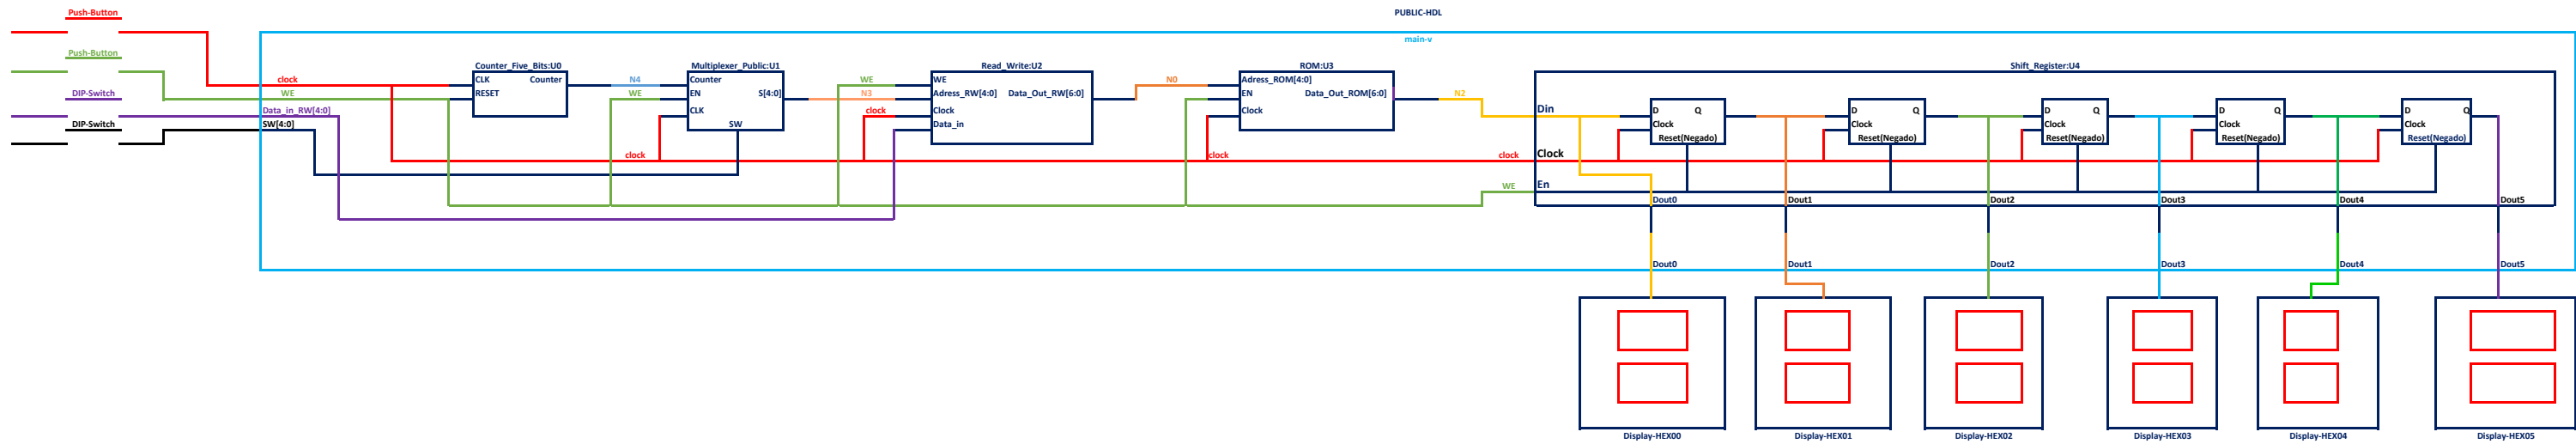 PUBLIC-HDL
main-v
Push-Button
Push-Button
DIP-Switch
DIP-Switch
clock
WE
Data_in_RW[4:0]
SW[4:0]
Counter_Five_Bits:U0
CLK Counter
RESET
N4
WE
clock
Multiplexer_Public:U1
Counter
EN S[4:0]
CLK
SW
WE
N3
clock
Read_Write:U2
WE
Adress_RW[4:0] Data_Out_RW[6:0]
Clock
Data_in
N0
clock
ROM:U3
Adress_ROM[4:0]
EN Data_Out_ROM[6:0]
Clock
N2
clock
WE
Shift_Register:U4
Din
Clock
En
D Q
Clock
Reset(Negado)
D Q
Clock
Reset(Negado)
D Q
Clock
Reset(Negado)
D Q
Clock
Reset(Negado)
D Q
Clock
Reset(Negado)
Dout0 Dout1 Dout2 Dout3 Dout4 Dout5
Dout0 Dout1 Dout2 Dout3 Dout4 Dout5
Display-HEX00 Display-HEX01 Display-HEX02 Display-HEX03 Display-HEX04 Display-HEX05